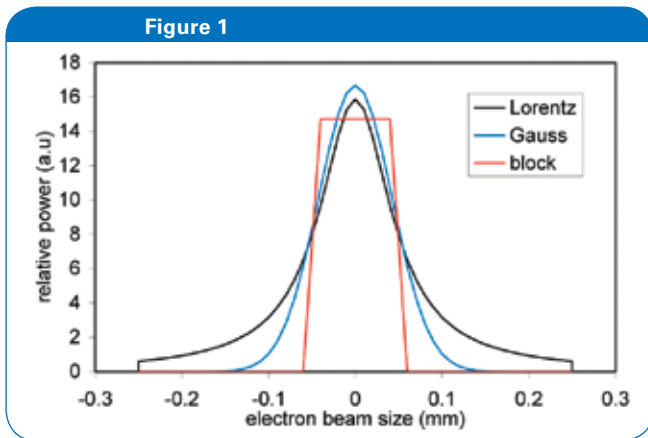 Figure 1
18
16
14
12
10
8
6
4
2
0
relative power (a.u)
Lorentz
Gauss
block
-0.3 -0.2 -0.1 0 0.1 0.2 0.3
electron beam size (mm)